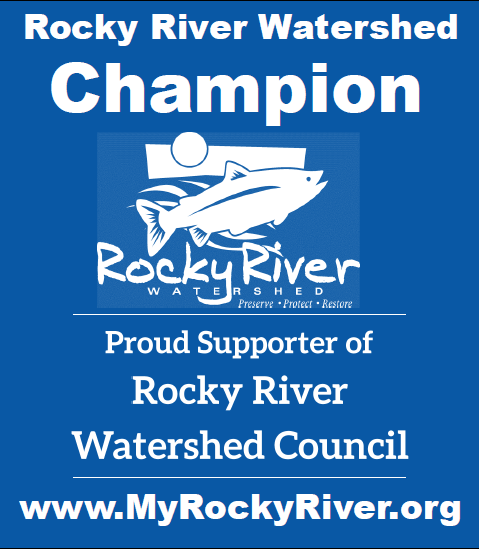 Rocky River Watershed
Champion
Rocky River
WATERSHED
Preserve • Protect • Restore
Proud Supporter of
Rocky River
Watershed Council
www.MyRockyRiver.org